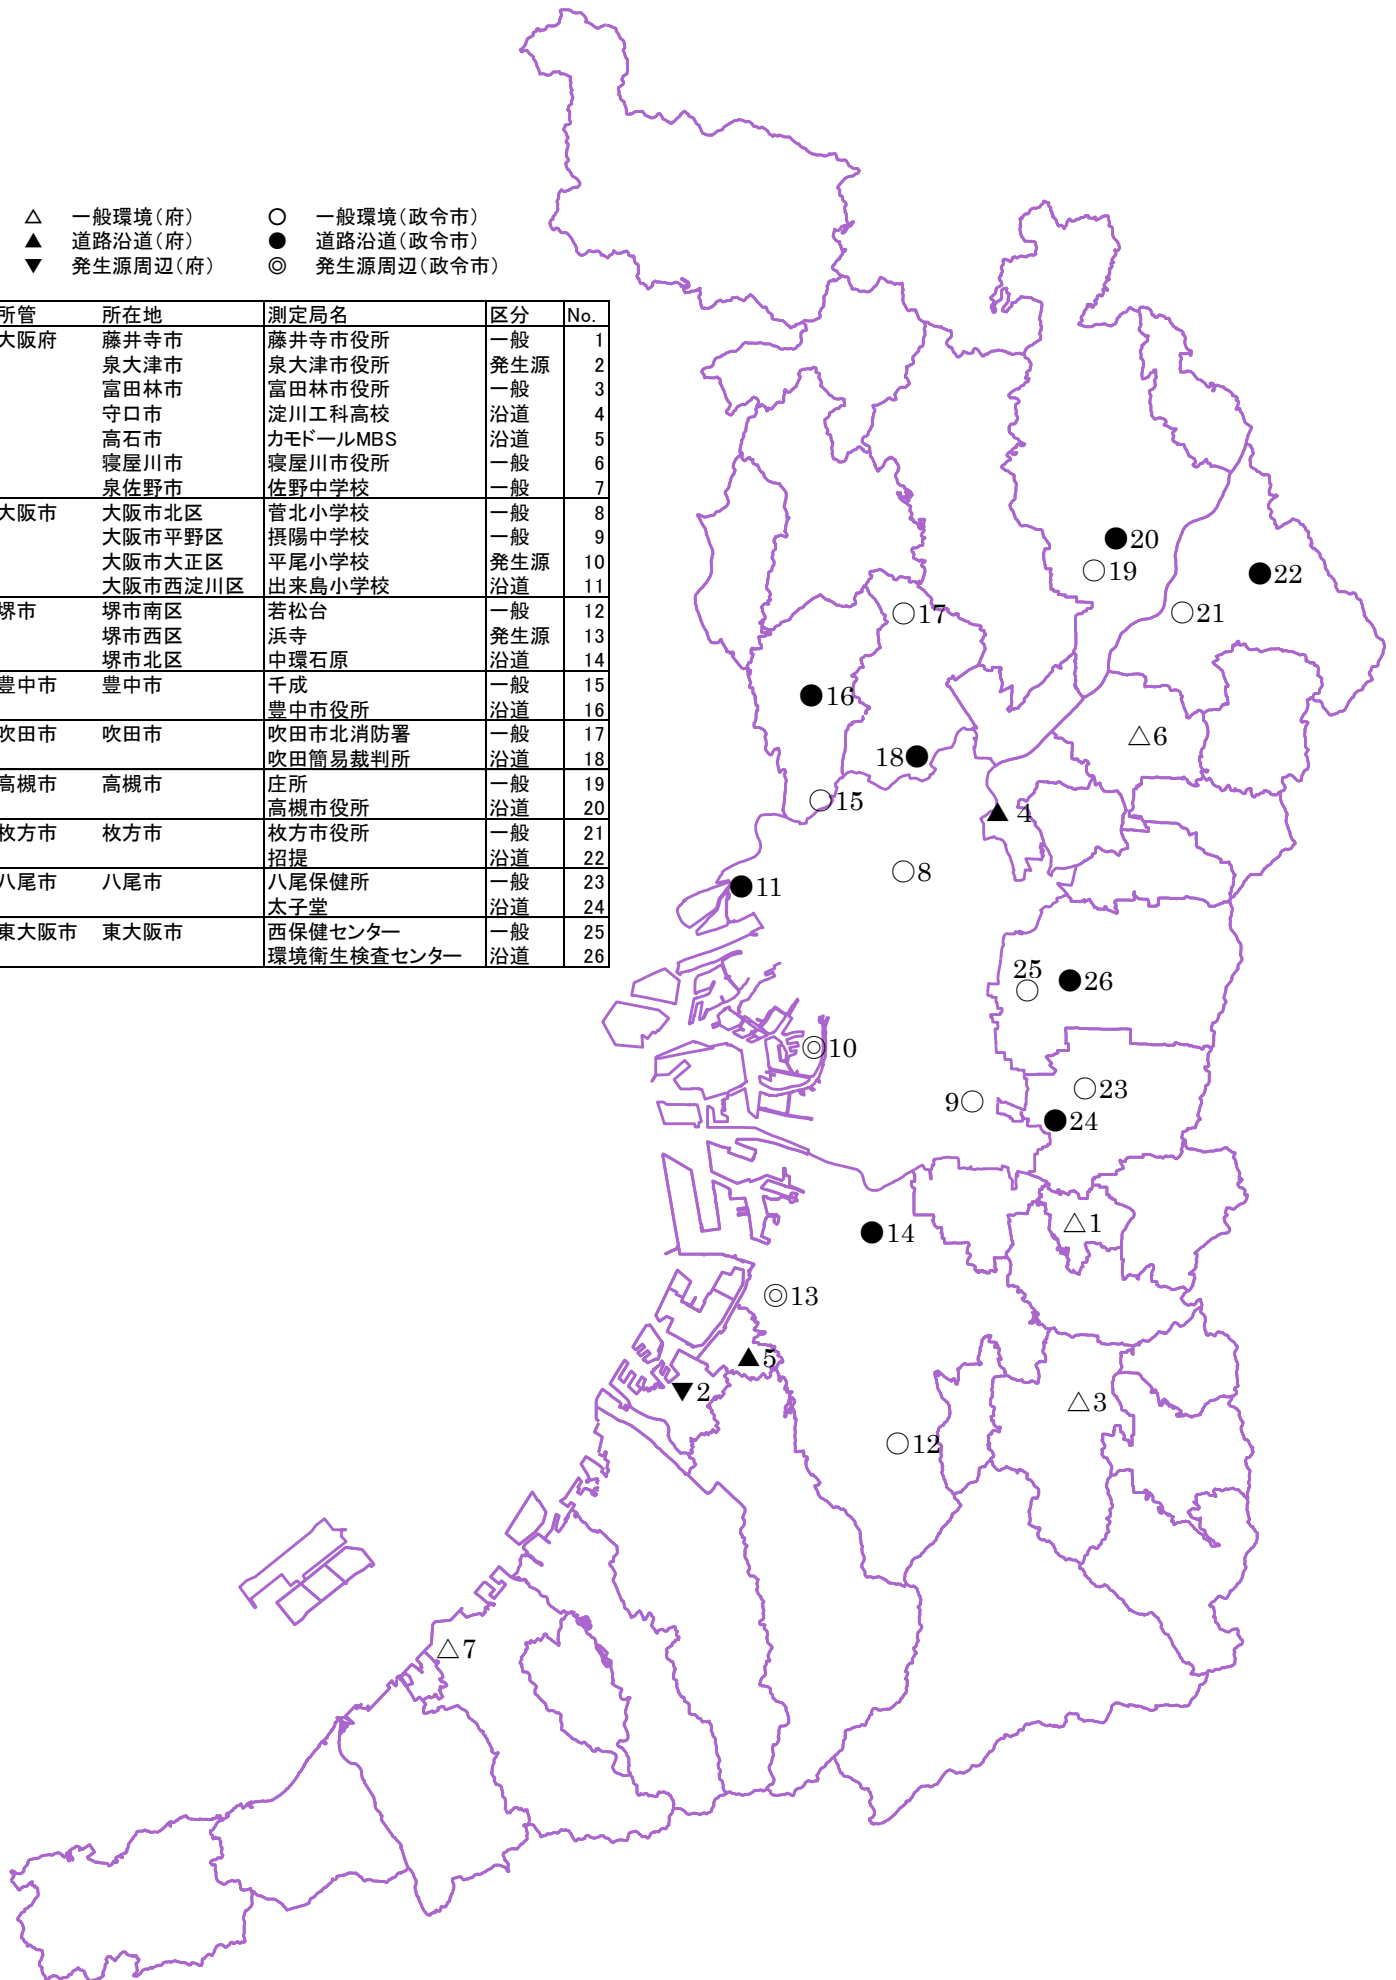 △ 一般環境(府) ○ 一般環境(政令市)
▲ 道路沿道(府) ● 道路沿道(政令市)
▼ 発生源周辺(府) ◎ 発生源周辺(政令市)
所管 所在地 測定局名 区分 No.
大阪府 藤井寺市 藤井寺市役所 一般 1
泉大津市 泉大津市役所 発生源 2
富田林市 富田林市役所 一般 3
守口市 淀川工科高校 沿道 4
高石市 カモドールMBS 沿道 5
寝屋川市 寝屋川市役所 一般 6
泉佐野市 佐野中学校 一般 7
大阪市 大阪市北区 菅北小学校 一般 8
大阪市平野区 摂陽中学校 一般 9
大阪市大正区 平尾小学校 発生源 10
大阪市西淀川区 出来島小学校 沿道 11
堺市 堺市南区 若松台 一般 12
堺市西区 浜寺 発生源 13
堺市北区 中環石原 沿道 14
豊中市 豊中市 千成 一般 15
豊中市役所 沿道 16
吹田市 吹田市 吹田市北消防署 一般 17
吹田簡易裁判所 沿道 18
高槻市 高槻市 庄所 一般 19
高槻市役所 沿道 20
枚方市 枚方市 枚方市役所 一般 21
招提 沿道 22
八尾市 八尾市 八尾保健所 一般 23
太子堂 沿道 24
東大阪市 東大阪市 西保健センター 一般 25
環境衛生検査センター 沿道 26
●20
○19
●22
○21
○17
●16
△6
18●
○15
▲4
○8
●11
25
○
●26
◎10
○23
9○
●24
△1
●14
◎13
▲5
▼2
△3
○12
△7